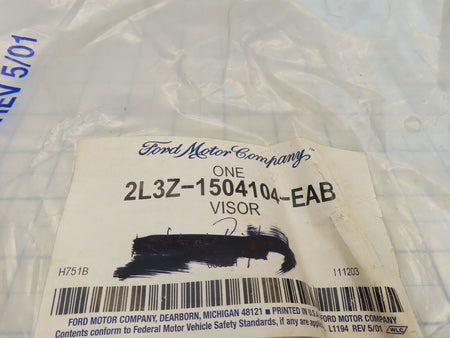 REV 5/01
Ford Motor Company™
ONE
2L3Z-1504104-EAB
VISOR
H751B 111203
FORD MOTOR COMPANY, DEARBORN, MICHIGAN 48121 ■ PRINTED IN U.S.A. FORD MOTOR COMPANY
Contents conform to Federal Motor Vehicle Safety Standards, if any are L1194 REV 5/01 WLC